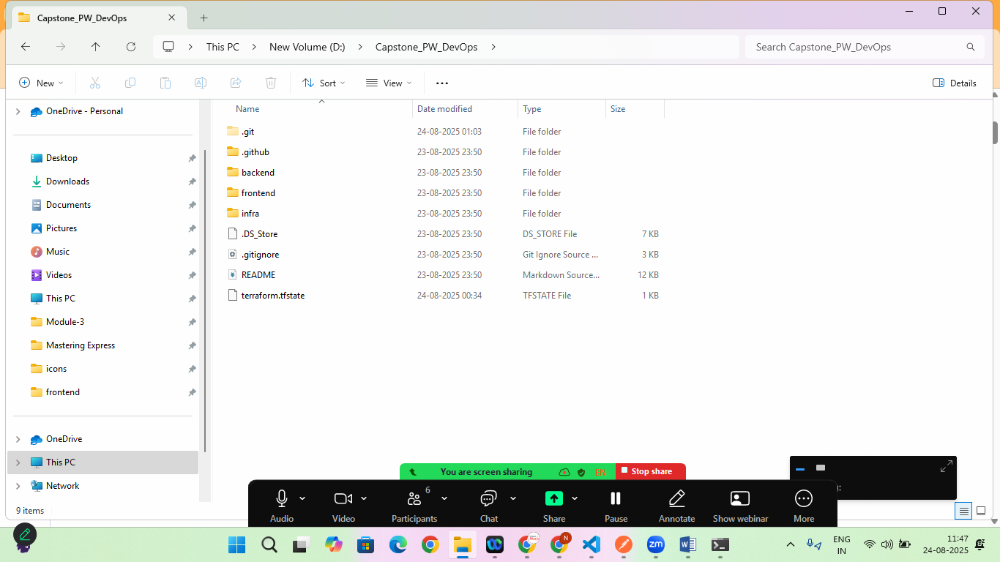 Capstone_PW_DevOps
This PC
New Volume (D:)
Capstone_PW_DevOps
Search Capstone_PW_DevOps
New
Sort
View
Details
OneDrive - Personal
Desktop
Downloads
Documents
Pictures
Music
Videos
This PC
Module-3
Mastering Express
icons
frontend
OneDrive
This PC
Network
Name Date modified Type Size
.git 24-08-2025 01:03 File folder
.github 23-08-2025 23:50 File folder
backend 23-08-2025 23:50 File folder
frontend 23-08-2025 23:50 File folder
infra 23-08-2025 23:50 File folder
.DS_Store 23-08-2025 23:50 DS_STORE File 7 KB
.gitignore 23-08-2025 23:50 Git Ignore Source ... 3 KB
README 23-08-2025 23:50 Markdown Source... 12 KB
terraform.tfstate 24-08-2025 00:34 TFSTATE File 1 KB
9 items
You are screen sharing
EN
Stop share
6
Audio
Video
Participants
Chat
Share
Pause
Annotate
Show webinar
More
N
zm
ENG
IN
11:47
24-08-2025